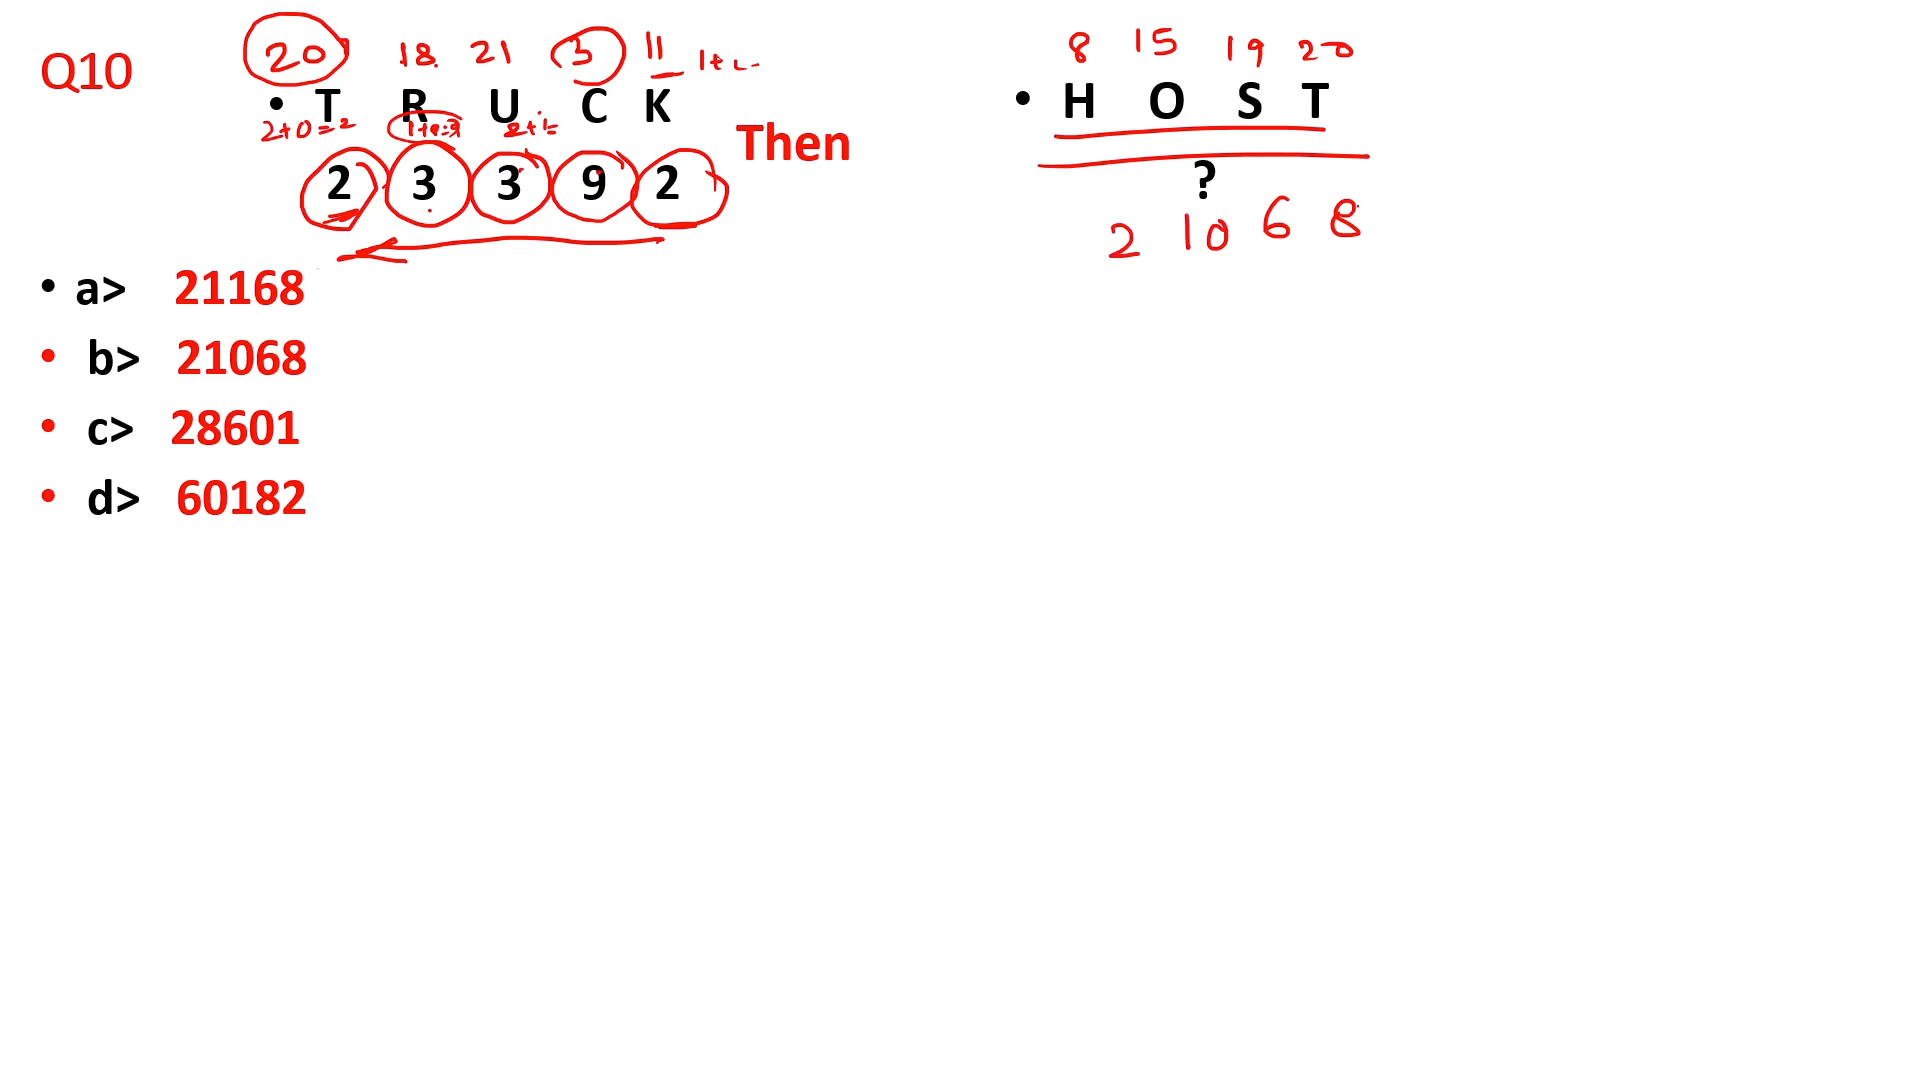 Q10
20 18 21 3 11
• T R U C K
2+0=2
2 3 3 9 2
Then
8 15 19 20
• H O S T
?
2 10 6 8
• a> 21168
• b> 21068
• c> 28601
• d> 60182